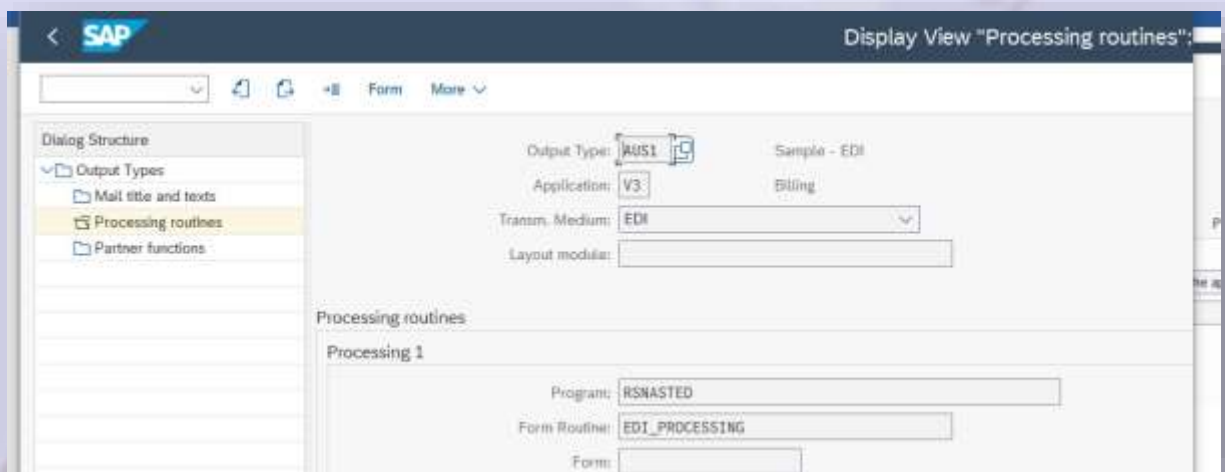 SAP
Display View "Processing routines":
Form More
Dialog Structure
Output Types
Mail title and texts
Processing routines
Partner functions
Output Type: AUS1 Sample - EDI
Application: V3 Billing
Transm. Medium: EDI
Layout module:
Processing routines
Processing 1
Program: RSNASTED
Form Routine: EDI_PROCESSING
Form: